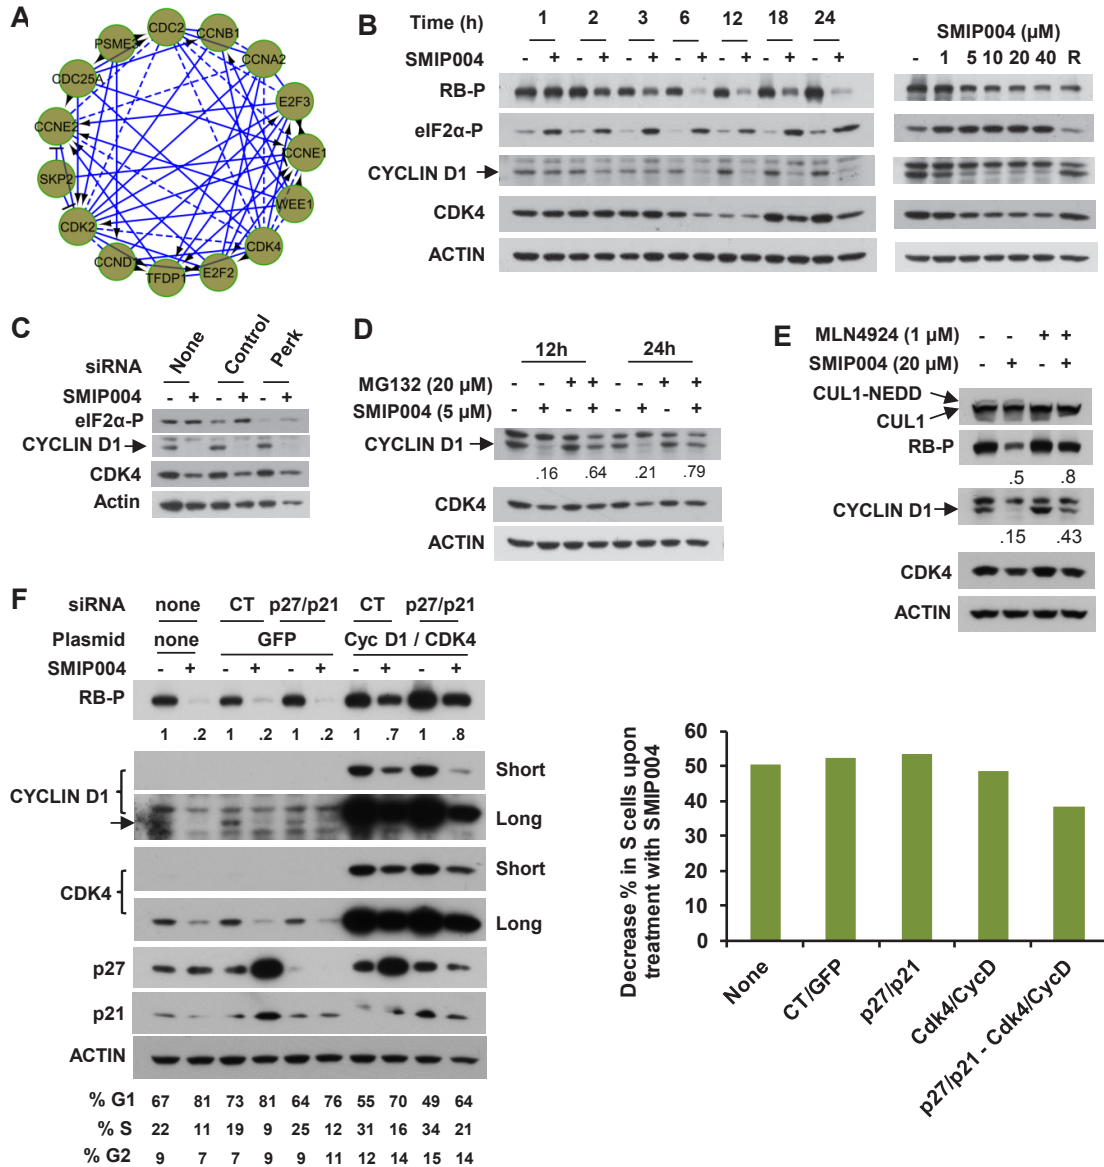 A
CDC2
CCNB1
PSME3
CCNA2
CDC25A
E2F3
CCNE2
CCNE1
SKP2
WEE1
CDK2
CDK4
CCND
TFDP1
E2F2
B
Time (h) 1 2 3 6 12 18 24
SMIP004 - + - + - + - + - + - + - +
RB-P
eIF2α-P
CYCLIN D1
CDK4
ACTIN
SMIP004 (µM)
- 1 5 10 20 40 R
C
siRNA None Control Perk
SMIP004 - + - + - +
eIF2α-P
CYCLIN D1
CDK4
Actin
D
12h 24h
MG132 (20 µM) - - + + - - + +
SMIP004 (5 µM) - + - + - + - +
CYCLIN D1
.16 .64 .21 .79
CDK4
ACTIN
E
MLN4924 (1 µM) - - + +
SMIP004 (20 µM) - + - +
CUL1-NEDD
CUL1
RB-P
.5 .8
CYCLIN D1
.15 .43
CDK4
ACTIN
F
siRNA none CT p27/p21 CT p27/p21
Plasmid none GFP Cyc D1 / CDK4
SMIP004 - + - + - + - + - +
RB-P
1 .2 1 .2 1 .2 1 .7 1 .8
CYCLIN D1
Short
Long
CDK4
Short
Long
p27
p21
ACTIN
% G1 67 81 73 81 64 76 55 70 49 64
% S 22 11 19 9 25 12 31 16 34 21
% G2 9 7 7 9 9 11 12 14 15 14
Decrease % in S cells upon
treatment with SMIP004
60
50
40
30
20
10
0
None
CT/GFP
p27/p21
Cdk4/CycD
p27/p21 - Cdk4/CycD